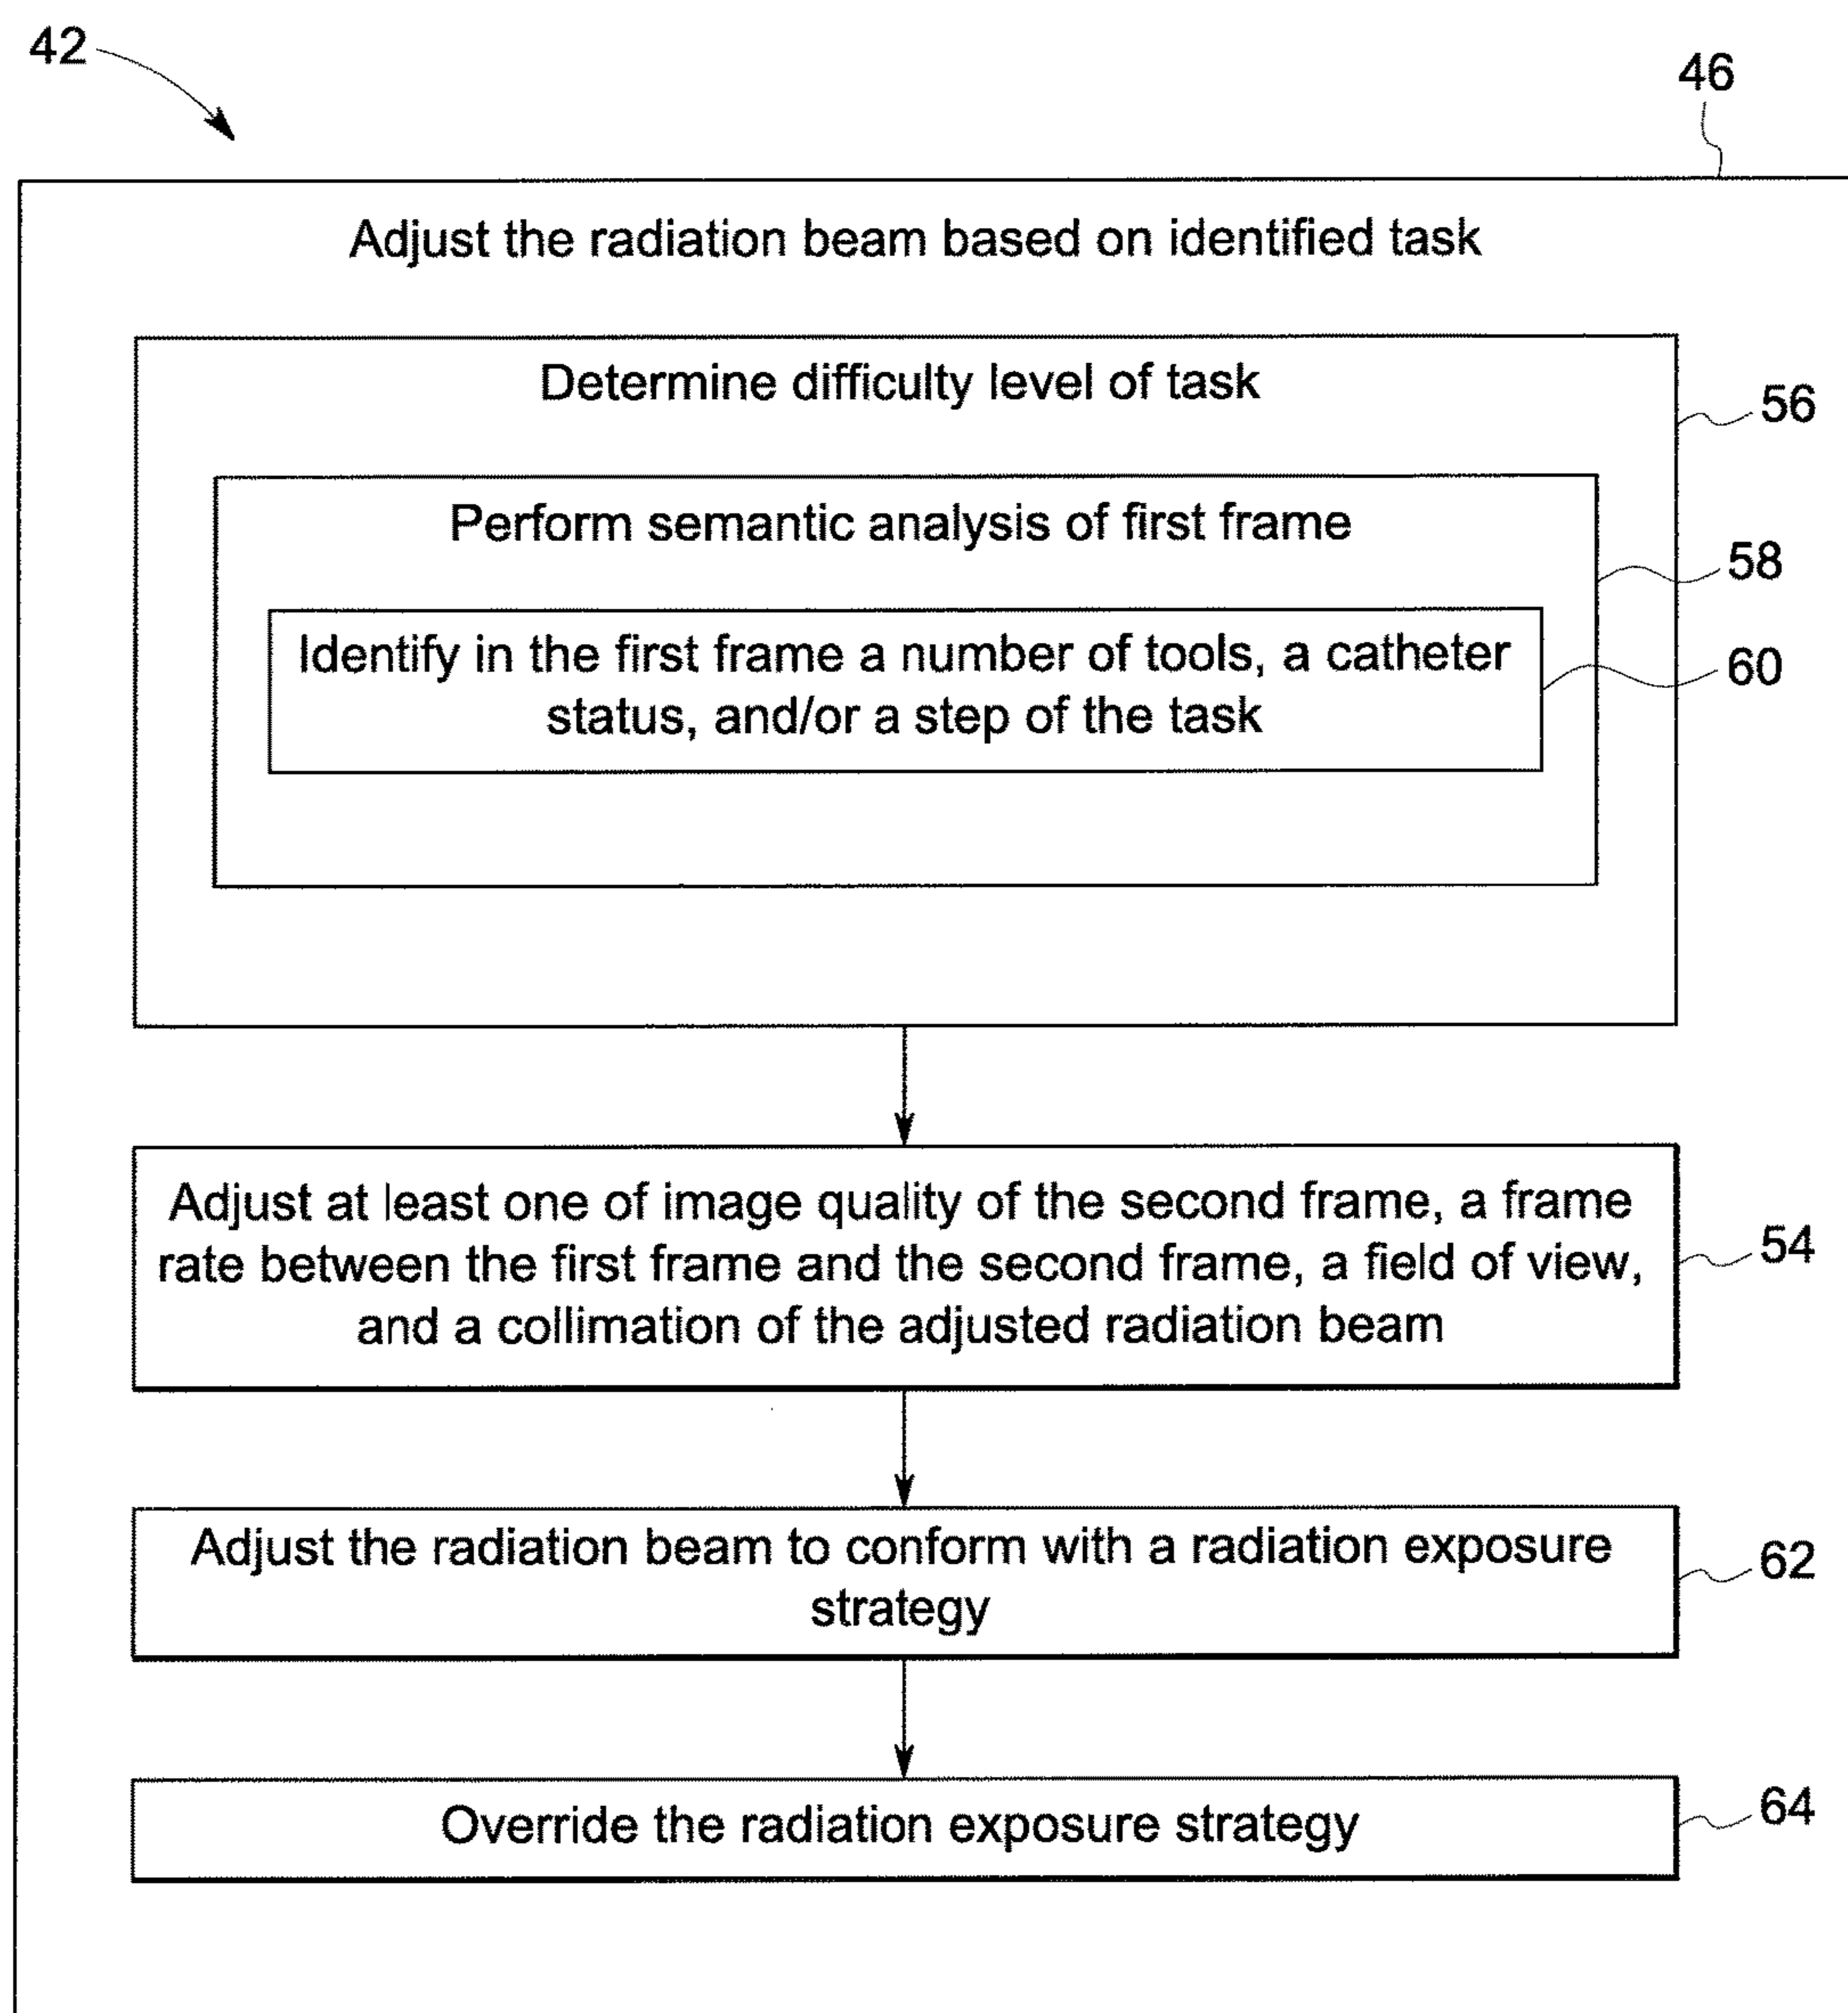 42
46
Adjust the radiation beam based on identified task
Determine difficulty level of task
56
Perform semantic analysis of first frame
58
Identify in the first frame a number of tools, a catheter
status, and/or a step of the task
60
Adjust at least one of image quality of the second frame, a frame
rate between the first frame and the second frame, a field of view,
and a collimation of the adjusted radiation beam
54
Adjust the radiation beam to conform with a radiation exposure
strategy
62
Override the radiation exposure strategy
64